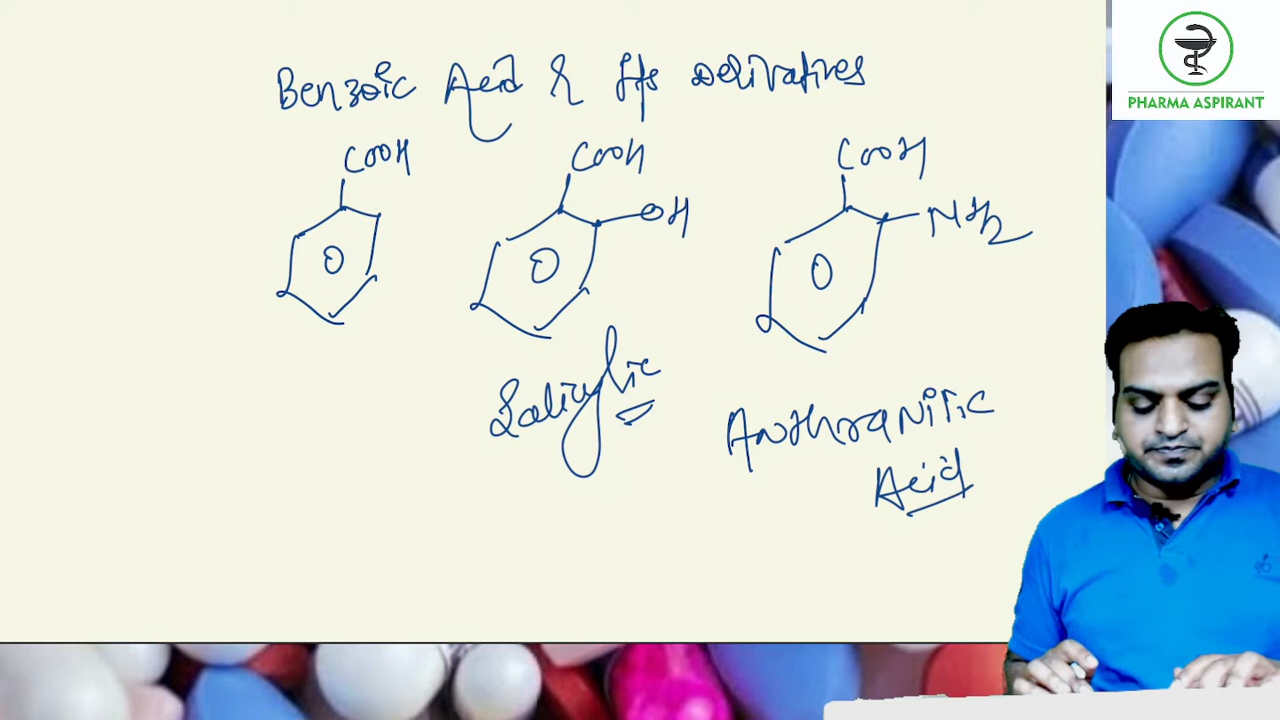 Benzoic Acid & Its Derivatives
PHARMA ASPIRANT
COOH
COOH
OH
COOH
NH2
Salicylic
Anthranilic
Acid